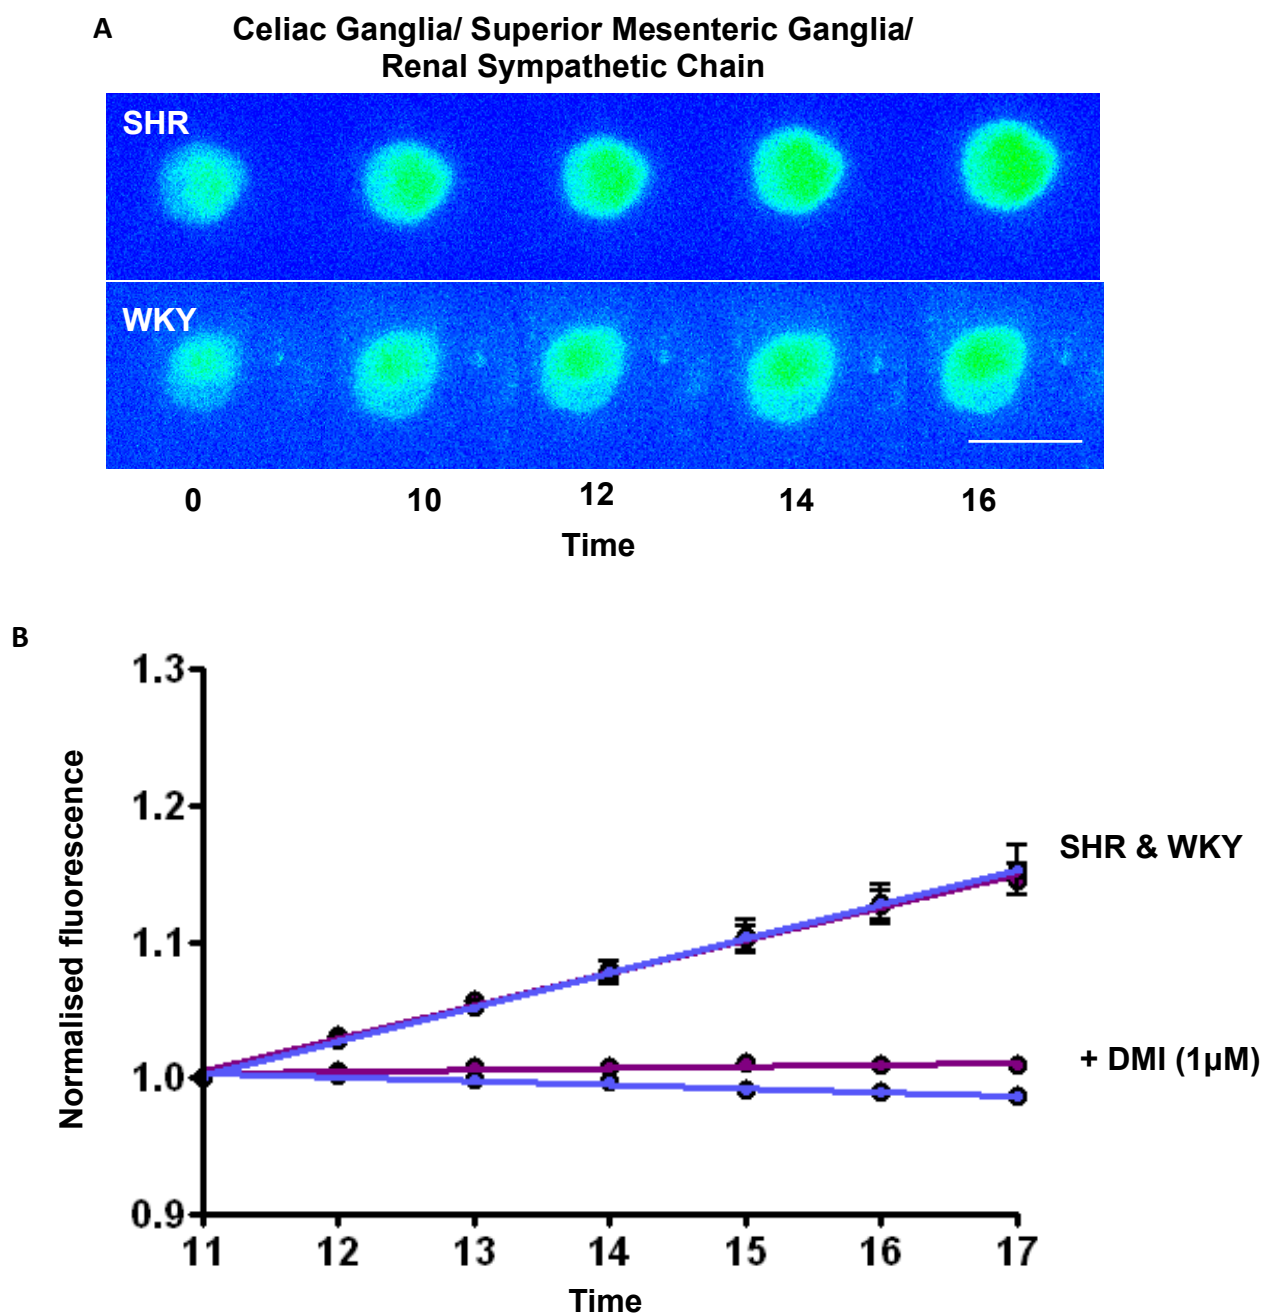 A
Celiac Ganglia/ Superior Mesenteric Ganglia/
Renal Sympathetic Chain
SHR
WKY
0 10 12 14 16
Time
B
1.3
1.2
1.1
1.0
0.9
Normalised fluorescence
SHR & WKY
+ DMI (1µM)
11 12 13 14 15 16 17
Time